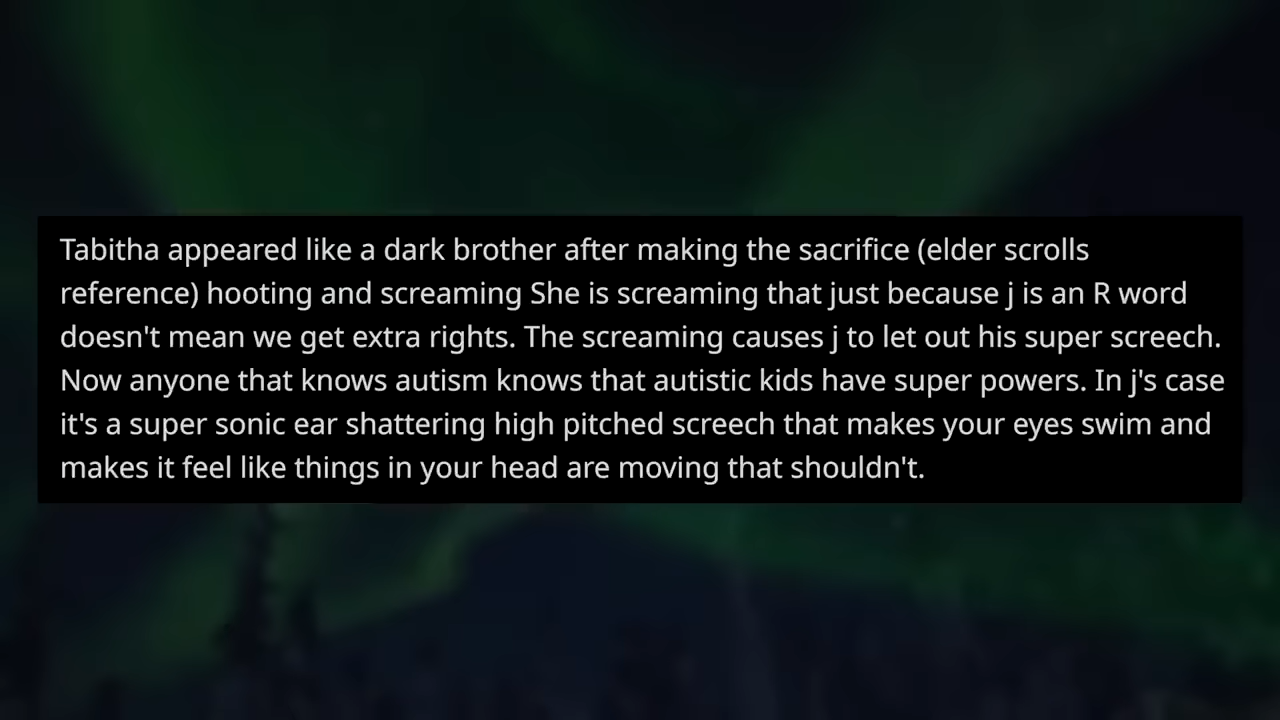 Tabitha appeared like a dark brother after making the sacrifice (elder scrolls
reference) hooting and screaming She is screaming that just because j is an R word
doesn't mean we get extra rights. The screaming causes j to let out his super screech.
Now anyone that knows autism knows that autistic kids have super powers. In j's case
it's a super sonic ear shattering high pitched screech that makes your eyes swim and
makes it feel like things in your head are moving that shouldn't.